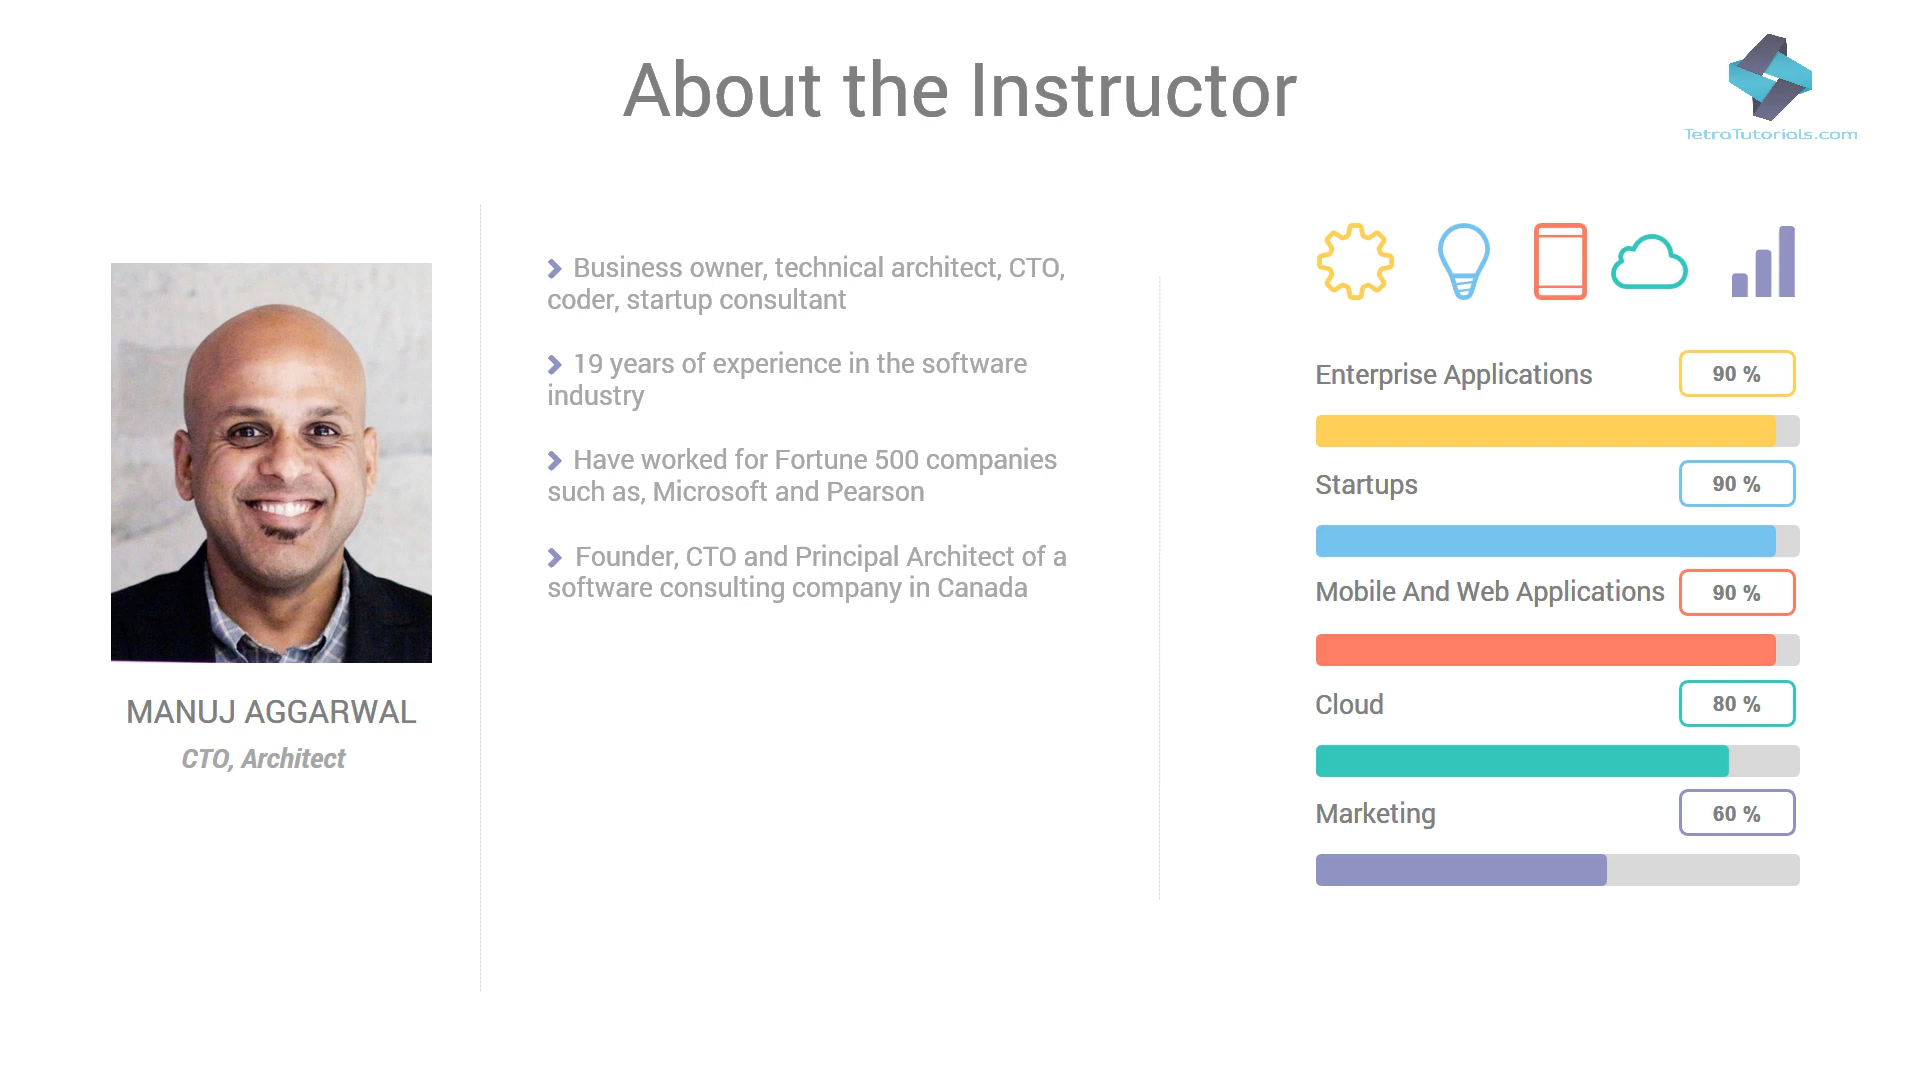 About the Instructor
TetraTutorials.com
Business owner, technical architect, CTO,
coder, startup consultant
19 years of experience in the software
industry
Have worked for Fortune 500 companies
such as, Microsoft and Pearson
Founder, CTO and Principal Architect of a
software consulting company in Canada
MANUJ AGGARWAL
CTO, Architect
Enterprise Applications 90 %
Startups 90 %
Mobile And Web Applications 90 %
Cloud 80 %
Marketing 60 %